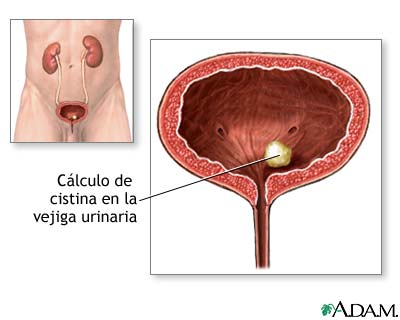 Cálculo de
cistina en la
vejiga urinaria
A.D.A.M.